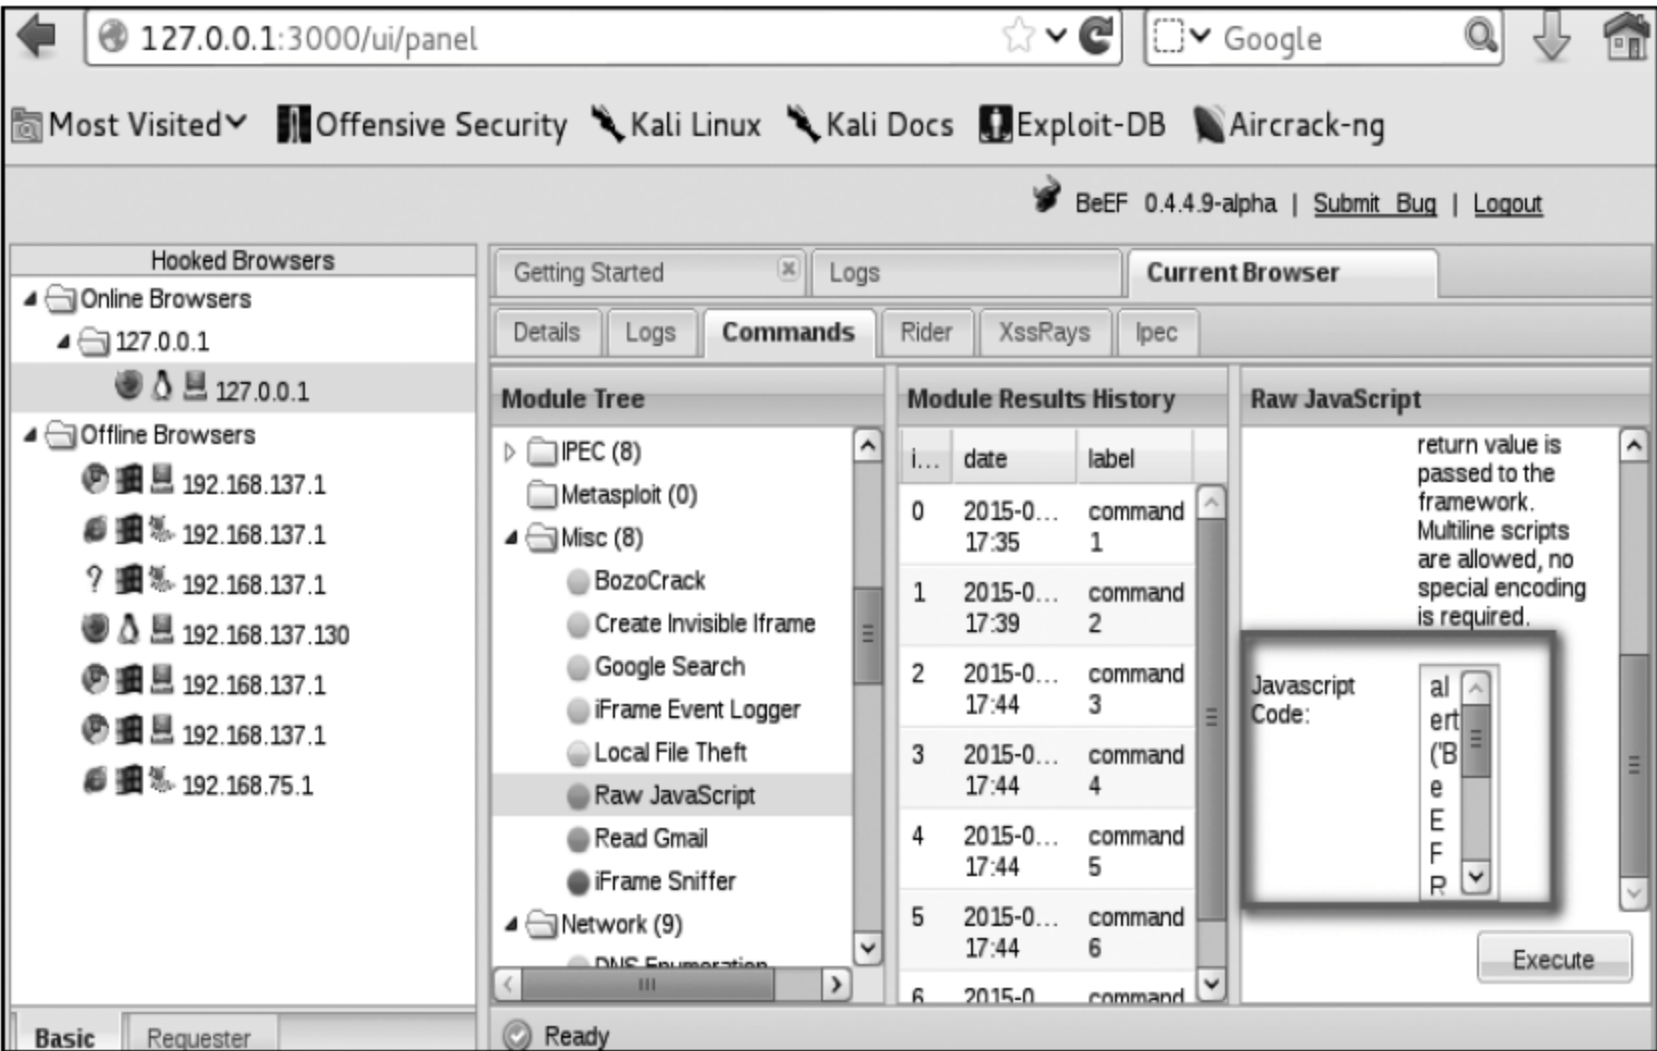 127.0.0.1:3000/ui/panel
Google
Most Visited
Offensive Security
Kali Linux
Kali Docs
Exploit-DB
Aircrack-ng
BeEF 0.4.4.9-alpha | Submit Bug | Logout
Hooked Browsers
Online Browsers
127.0.0.1
127.0.0.1
Offline Browsers
192.168.137.1
192.168.137.1
? 192.168.137.1
192.168.137.130
192.168.137.1
192.168.137.1
192.168.75.1
Basic
Requester
Getting Started
Logs
Current Browser
Details
Logs
Commands
Rider
XssRays
Ipec
Module Tree
IPEC (8)
Metasploit (0)
Misc (8)
BozoCrack
Create Invisible Iframe
Google Search
iFrame Event Logger
Local File Theft
Raw JavaScript
Read Gmail
iFrame Sniffer
Network (9)
DNS Enumeration
Module Results History
i... date label
0 2015-0... command
17:35 1
1 2015-0... command
17:39 2
2 2015-0... command
17:44 3
3 2015-0... command
17:44 4
4 2015-0... command
17:44 5
5 2015-0... command
17:44 6
6 2015-0 command
Raw JavaScript
return value is
passed to the
framework.
Multiline scripts
are allowed, no
special encoding
is required.
Javascript
Code:
al
ert
('B
e
E
F
R
Execute
Ready